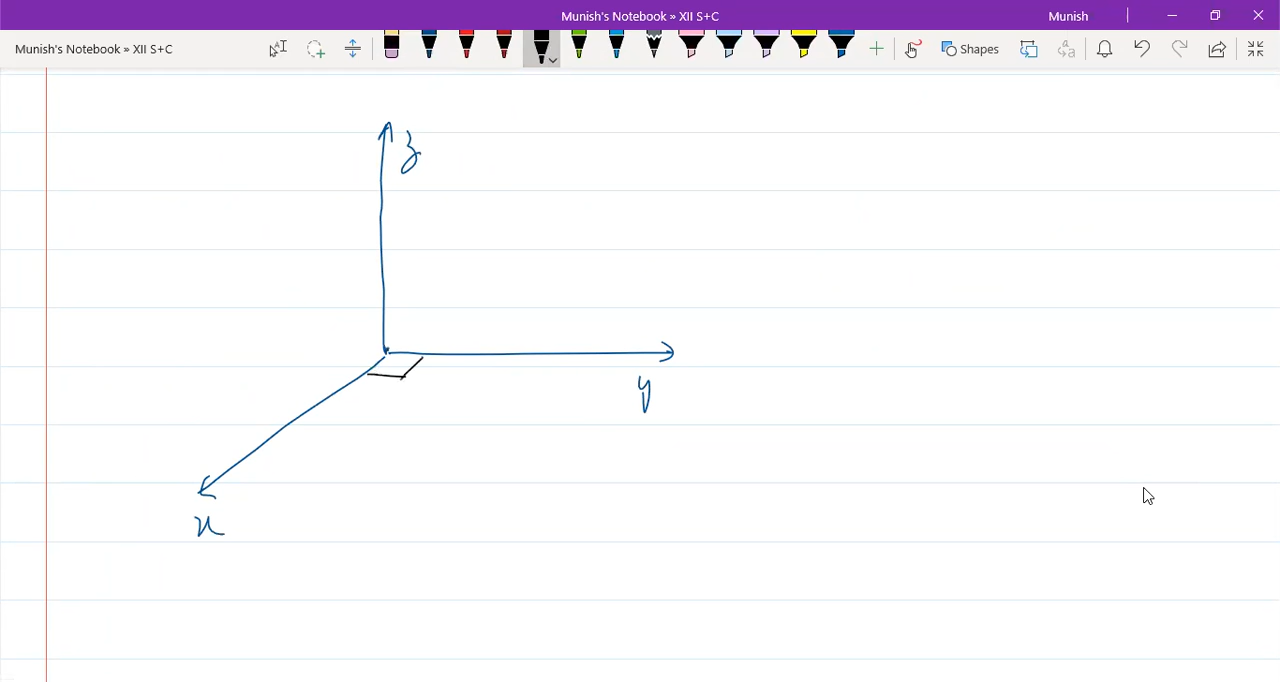 Munish's Notebook » XII S+C
Munish
Munish's Notebook » XII S+C
Shapes
z
y
x